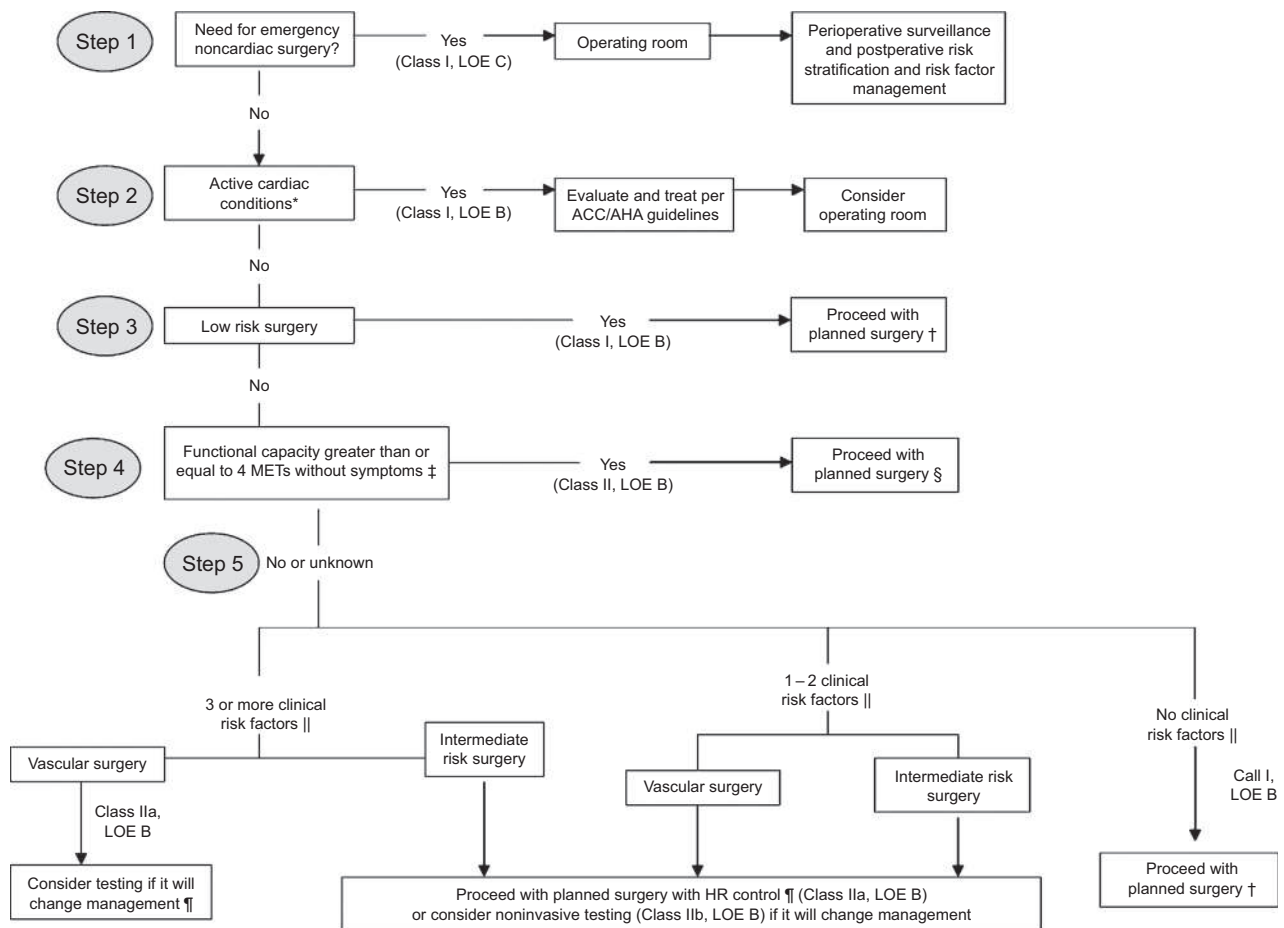 Step 1
Need for emergency
noncardiac surgery?
Yes
(Class I, LOE C)
Operating room
Perioperative surveillance
and postperative risk
stratification and risk factor
management
No
Step 2
Active cardiac
conditions*
Yes
(Class I, LOE B)
Evaluate and treat per
ACC/AHA guidelines
Consider
operating room
No
Step 3
Low risk surgery
Yes
(Class I, LOE B)
Proceed with
planned surgery †
No
Step 4
Functional capacity greater than or
equal to 4 METs without symptoms ‡
Yes
(Class II, LOE B)
Proceed with
planned surgery §
Step 5
No or unknown
3 or more clinical
risk factors ||
Vascular surgery
Class IIa,
LOE B
Consider testing if it will
change management ¶
Intermediate
risk surgery
1–2 clinical
risk factors ||
Vascular surgery
Intermediate risk
surgery
Proceed with planned surgery with HR control ¶ (Class IIa, LOE B)
or consider noninvasive testing (Class IIb, LOE B) if it will change management
No clinical
risk factors ||
Call I,
LOE B
Proceed with
planned surgery †